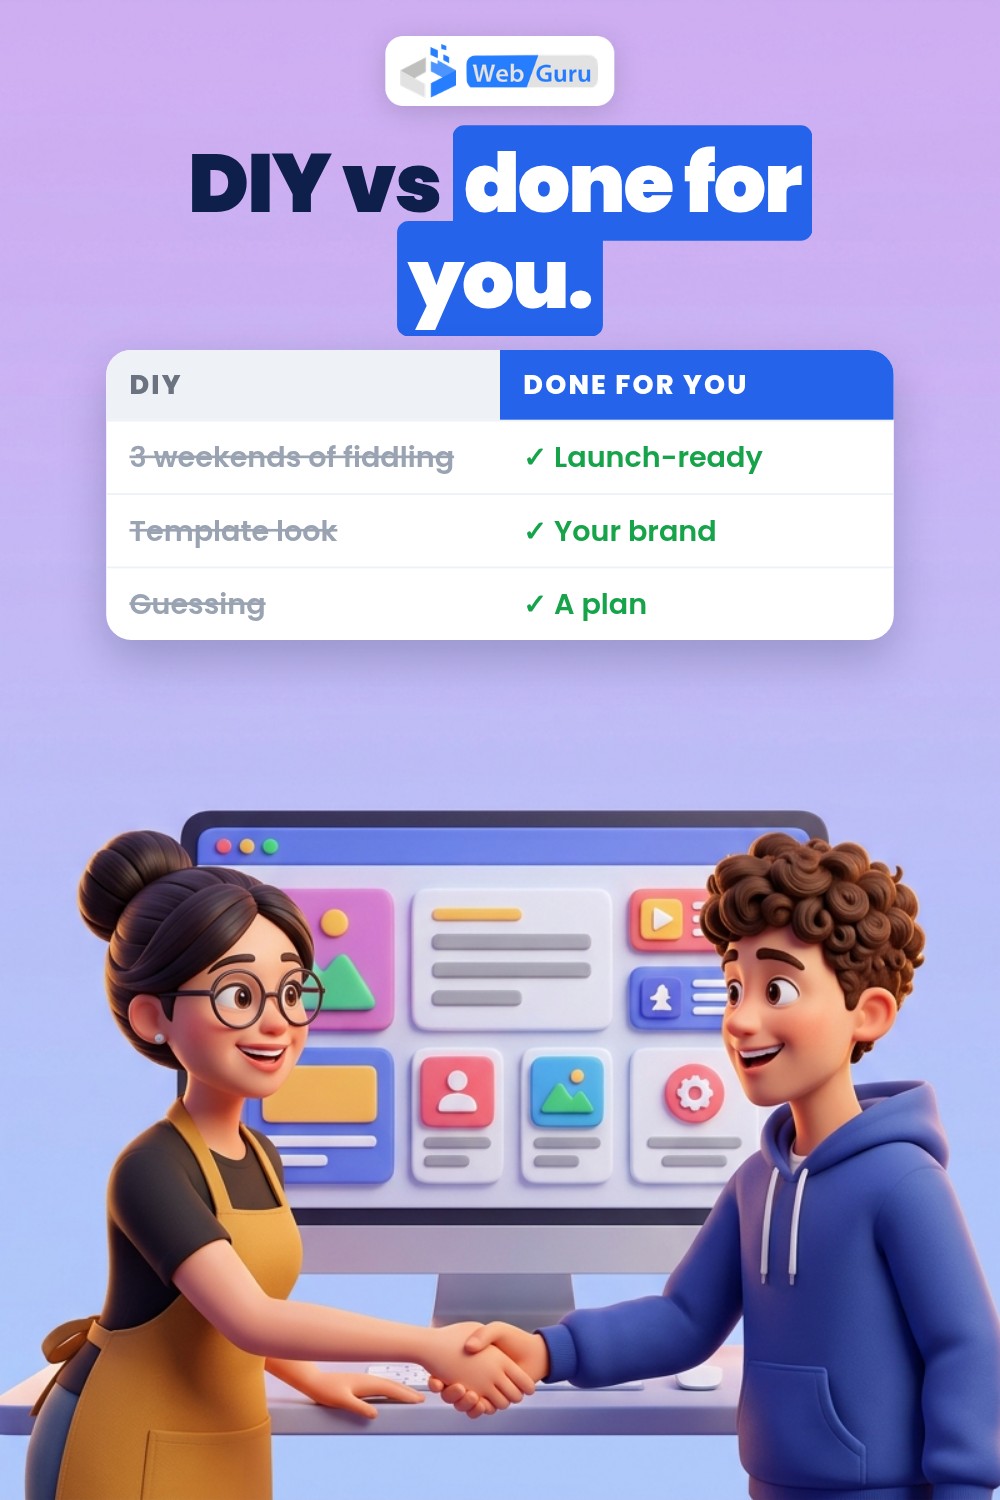 Web Guru
DIY vs done for
you.
DIY DONE FOR YOU
3 weekends of fiddling ✓ Launch-ready
Template look ✓ Your brand
Guessing ✓ A plan